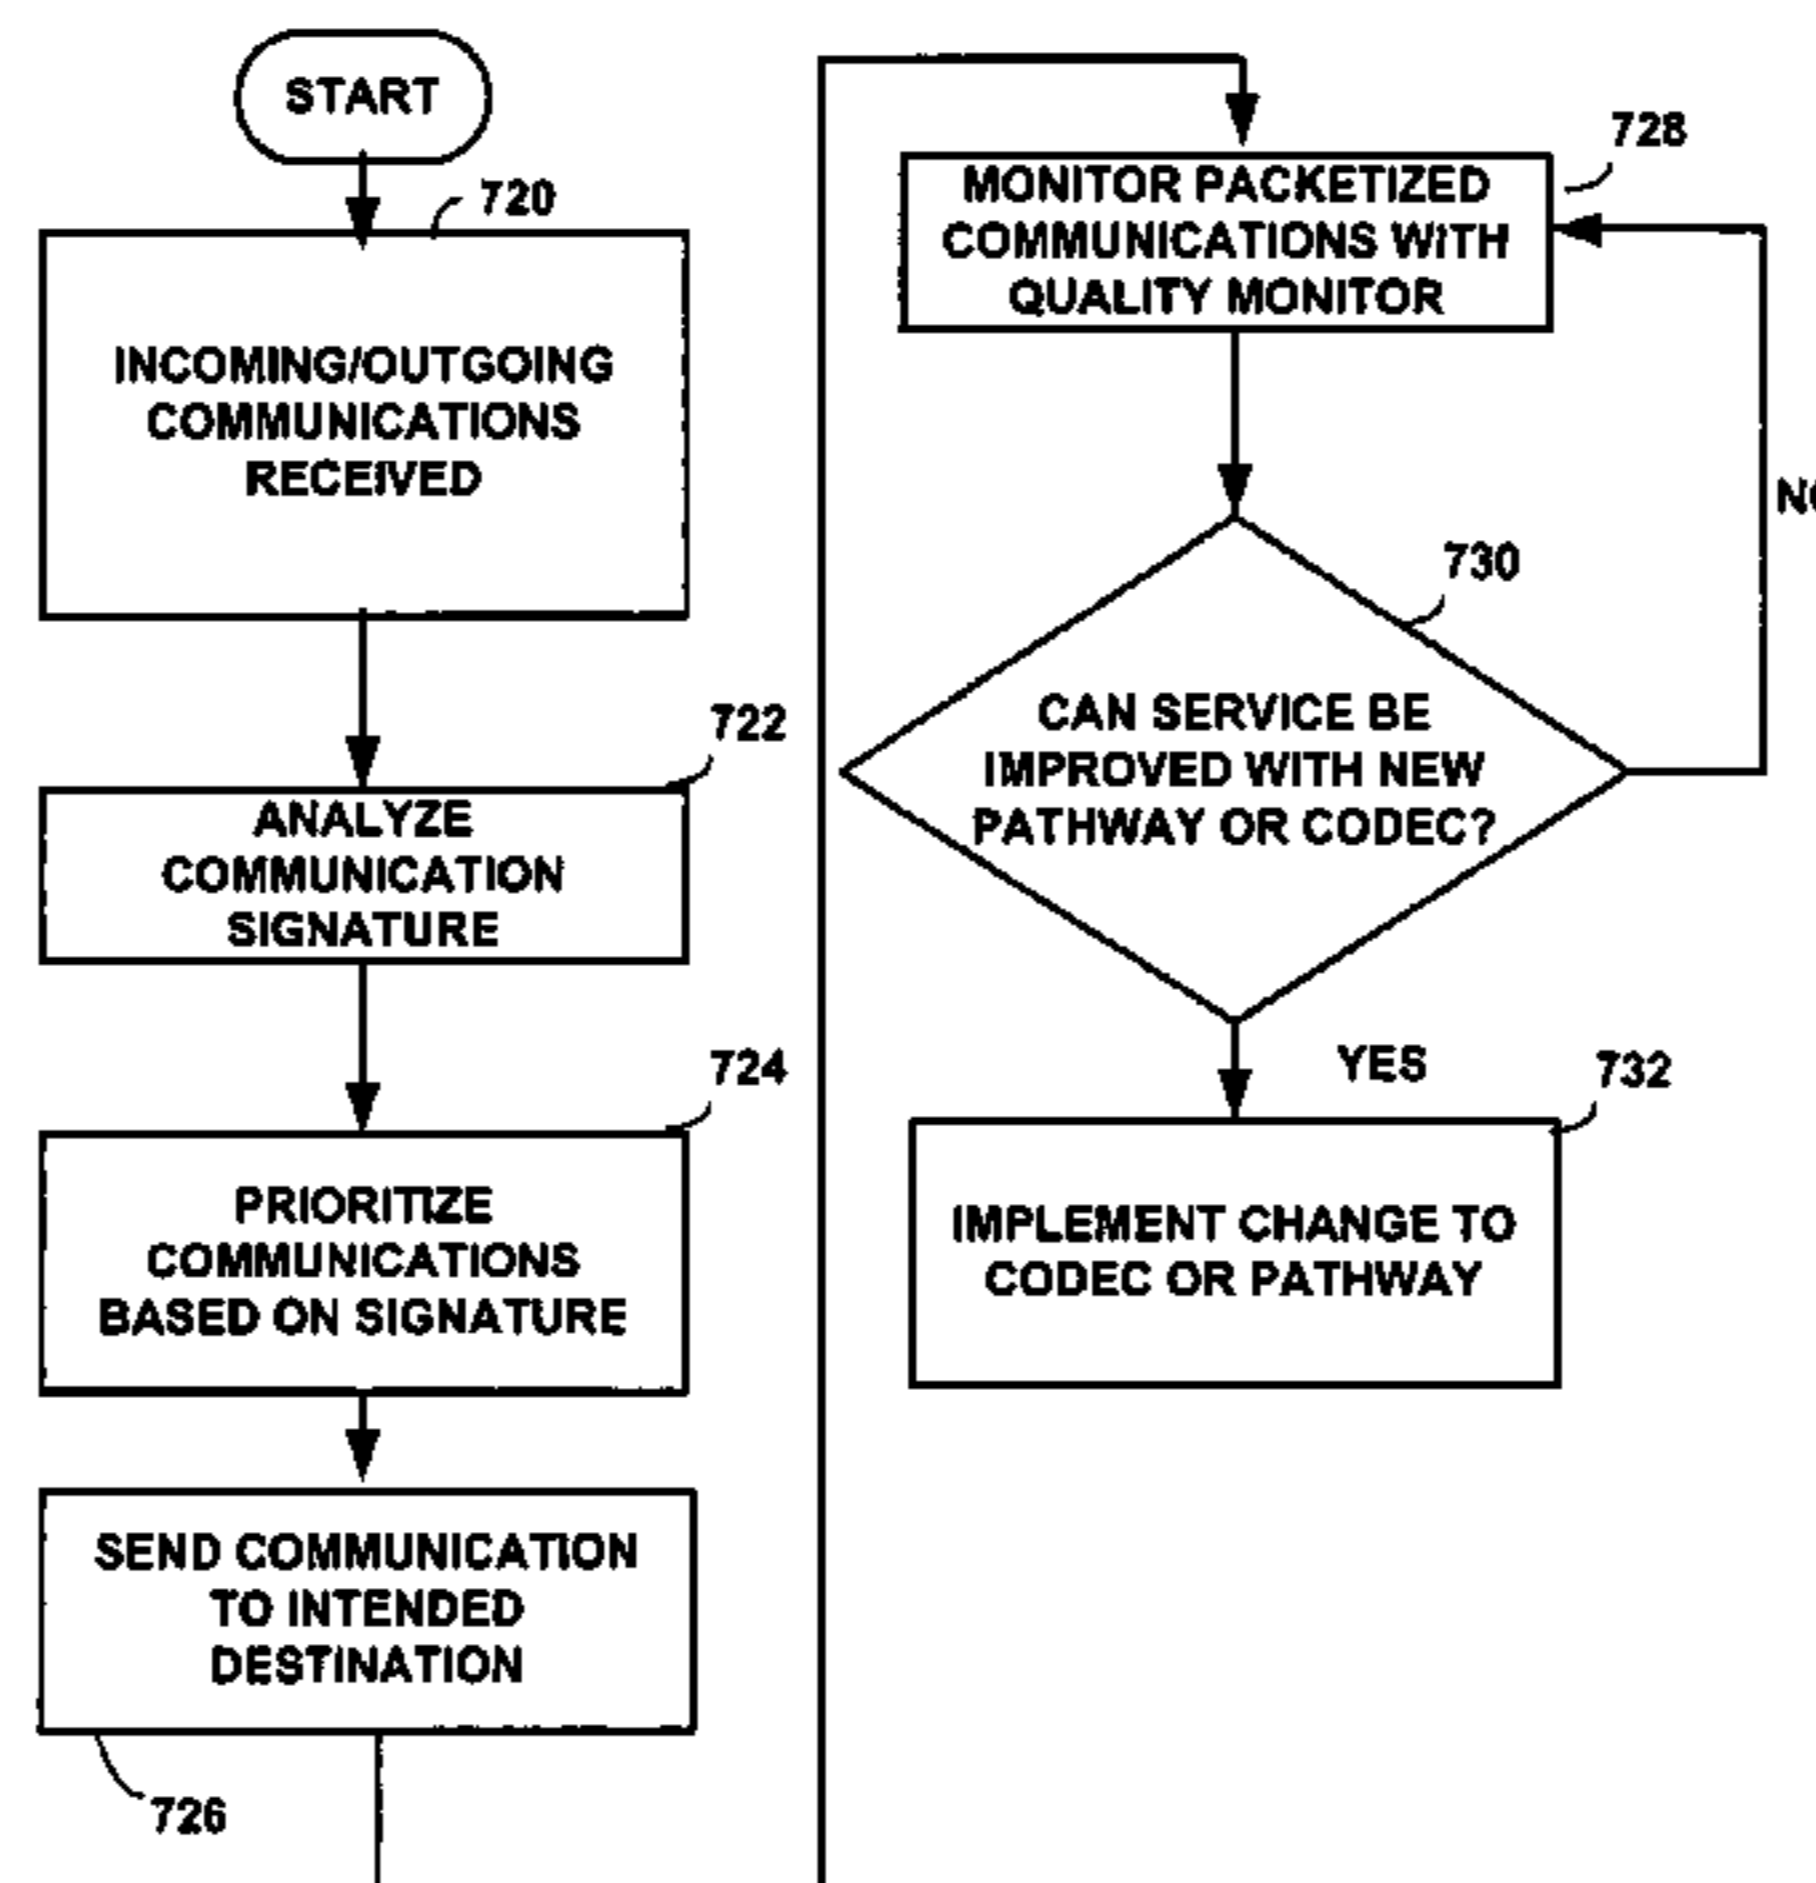 START
720
INCOMING/OUTGOING
COMMUNICATIONS
RECEIVED
722
ANALYZE
COMMUNICATION
SIGNATURE
724
PRIORITIZE
COMMUNICATIONS
BASED ON SIGNATURE
SEND COMMUNICATION
TO INTENDED
DESTINATION
726
728
MONITOR PACKETIZED
COMMUNICATIONS WITH
QUALITY MONITOR
730
CAN SERVICE BE
IMPROVED WITH NEW
PATHWAY OR CODEC?
YES
732
IMPLEMENT CHANGE TO
CODEC OR PATHWAY